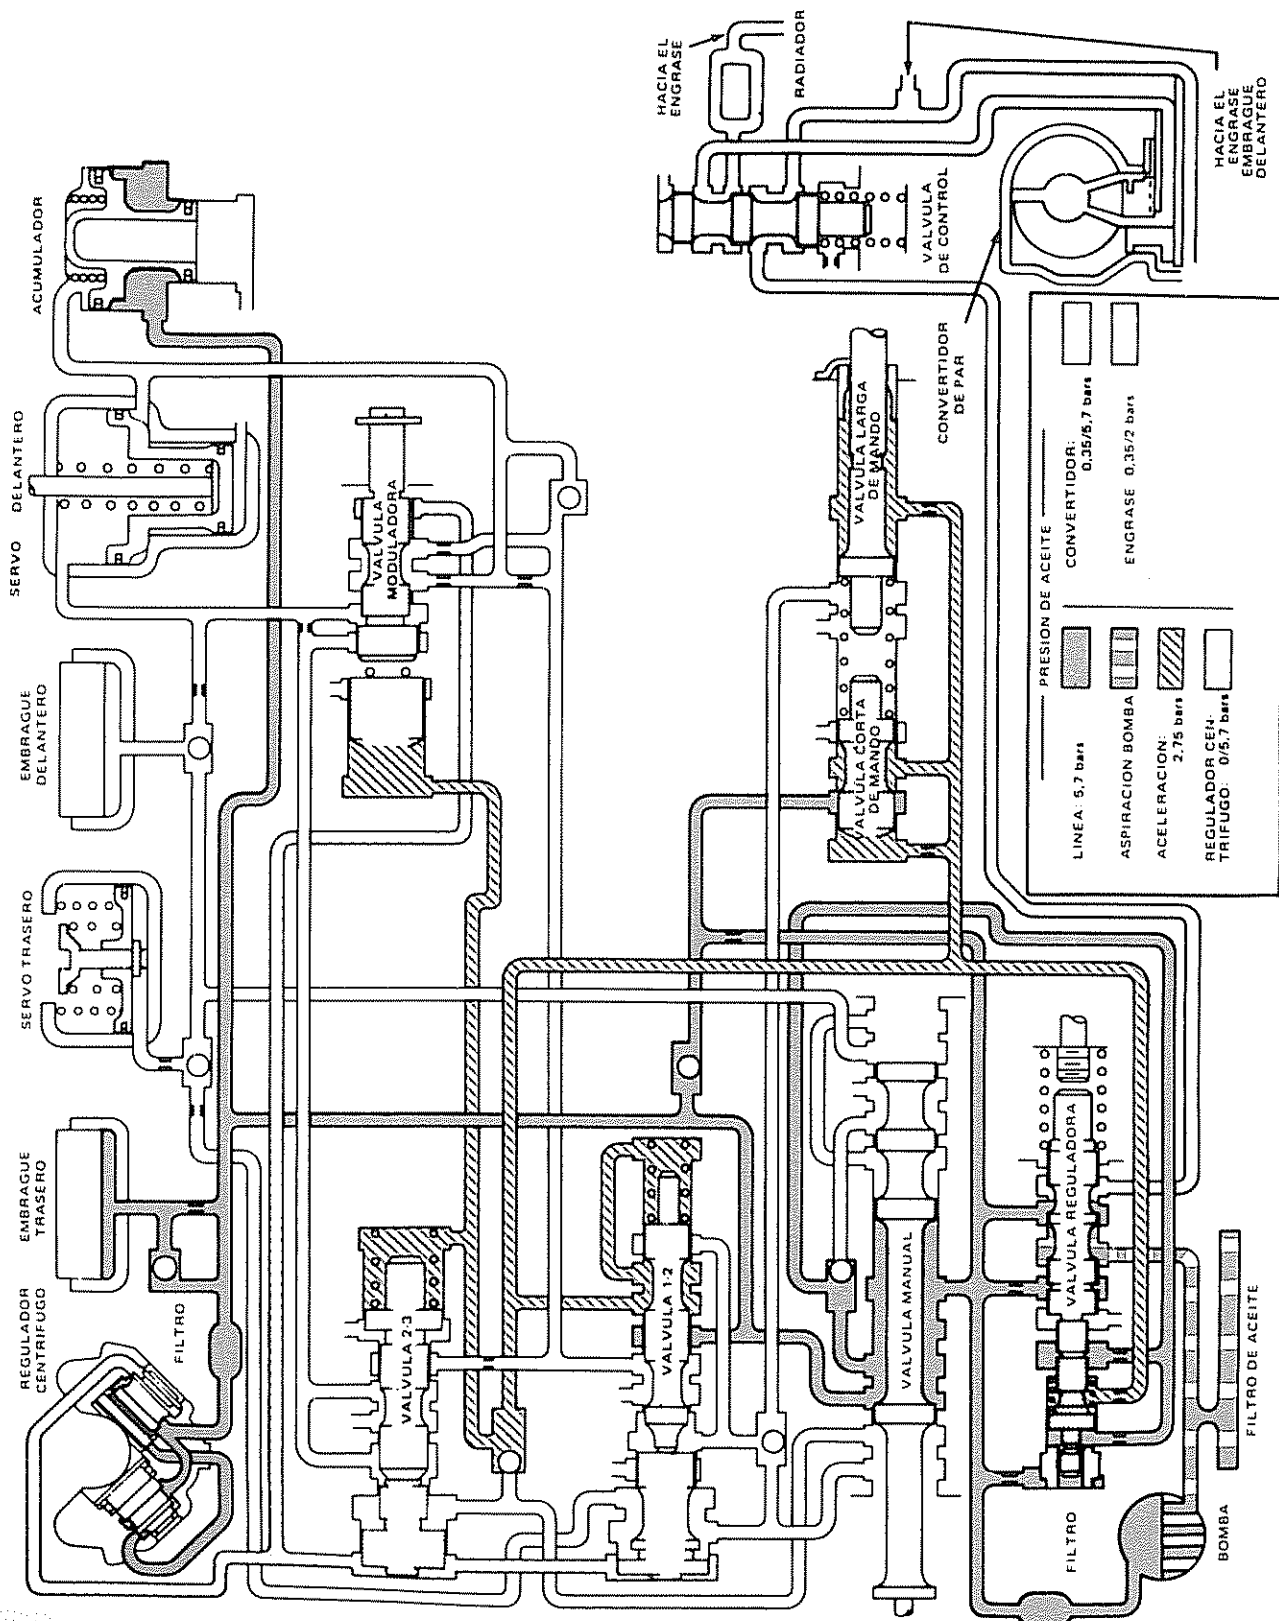 REGULADOR
CENTRIFUGO
EMBRAGUE
TRASERO
SERVO TRASERO
EMBRAGUE
DELANTERO
SERVO DELANTERO
ACUMULADOR
FILTRO
VALVULA 2-3
VALVULA
MODULADORA
VALVULA 1-2
VALVULA MANUAL
VALVULA CORTA
DE MANDO
VALVULA LARGA
DE MANDO
VALVULA
DE CONTROL
HACIA EL
ENGRASE
RADIADOR
CONVERTIDOR
DE PAR
HACIA EL
ENGRASE
EMBRAGUE
DELANTERO
FILTRO
VALVULA REGULADORA
BOMBA
FILTRO DE ACEITE
PRESION DE ACEITE
LINEA: 5,7 bars
ASPIRACION BOMBA
ACELERACION:
2,75 bars
REGULADOR CEN-
TRIFUGO: 0/5,7 bars
CONVERTIDOR:
0,35/5,7 bars
ENGRASE 0,35/2 bars